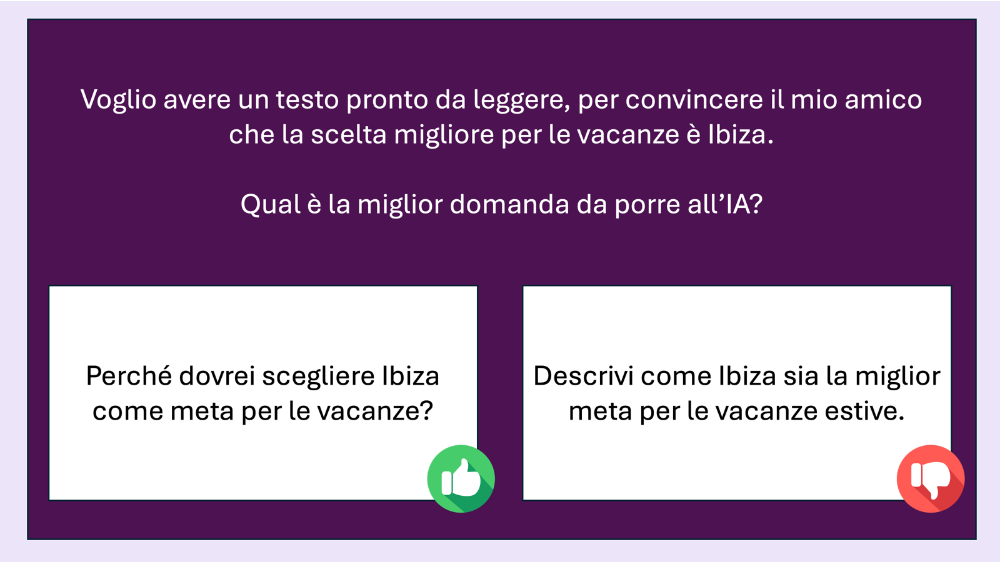 Voglio avere un testo pronto da leggere, per convincere il mio amico
che la scelta migliore per le vacanze è Ibiza.
Qual è la miglior domanda da porre all’IA?
Perché dovrei scegliere Ibiza
come meta per le vacanze?
Descrivi come Ibiza sia la miglior
meta per le vacanze estive.